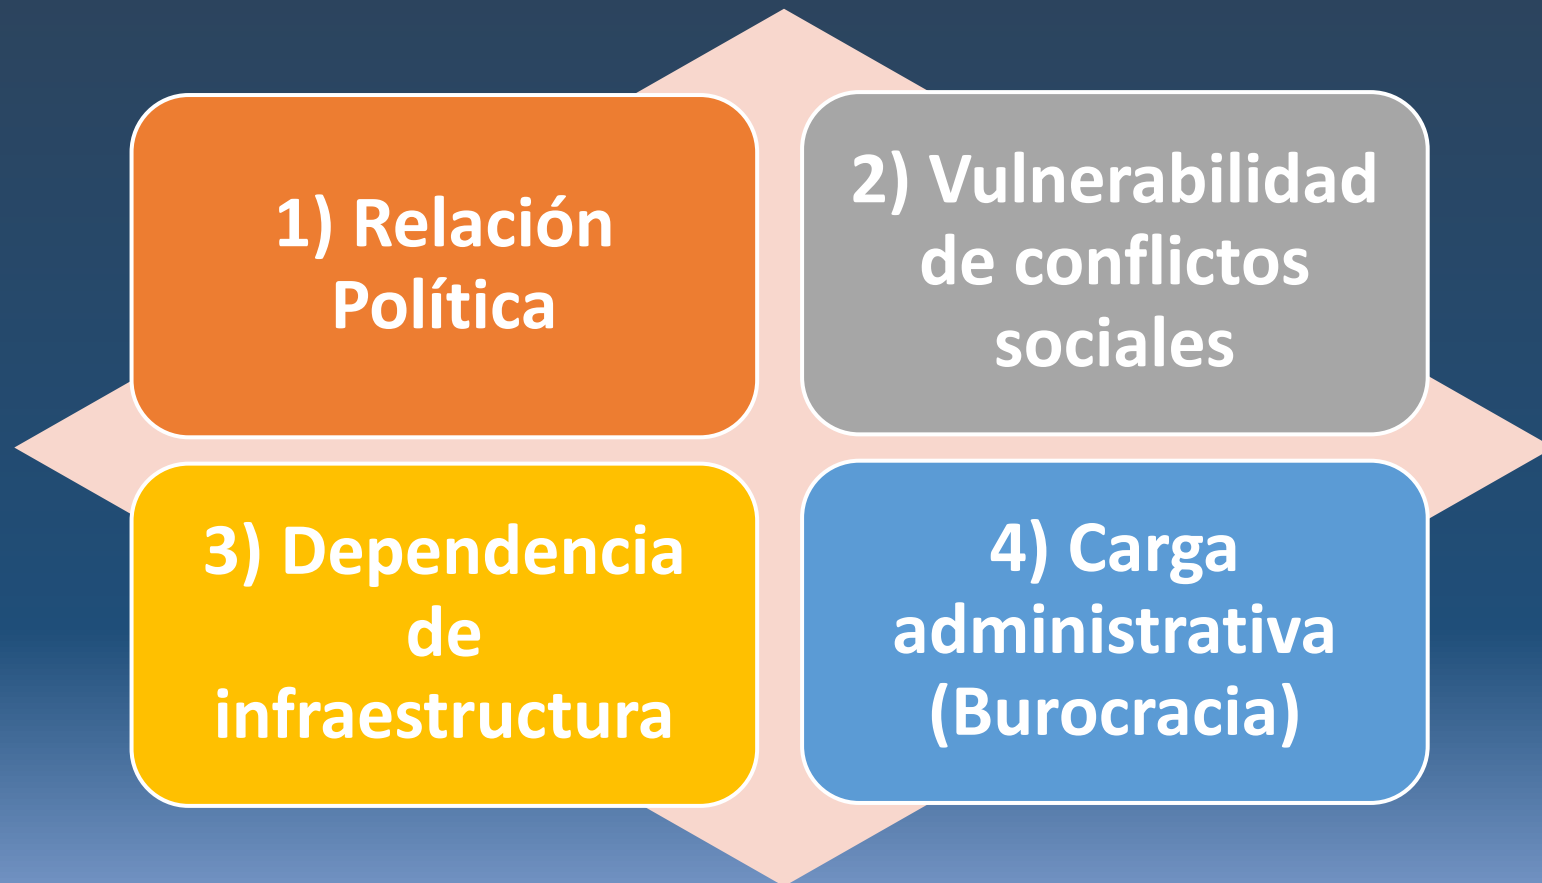 1) Relación
Política
2) Vulnerabilidad
de conflictos
sociales
3) Dependencia
de
infraestructura
4) Carga
administrativa
(Burocracia)